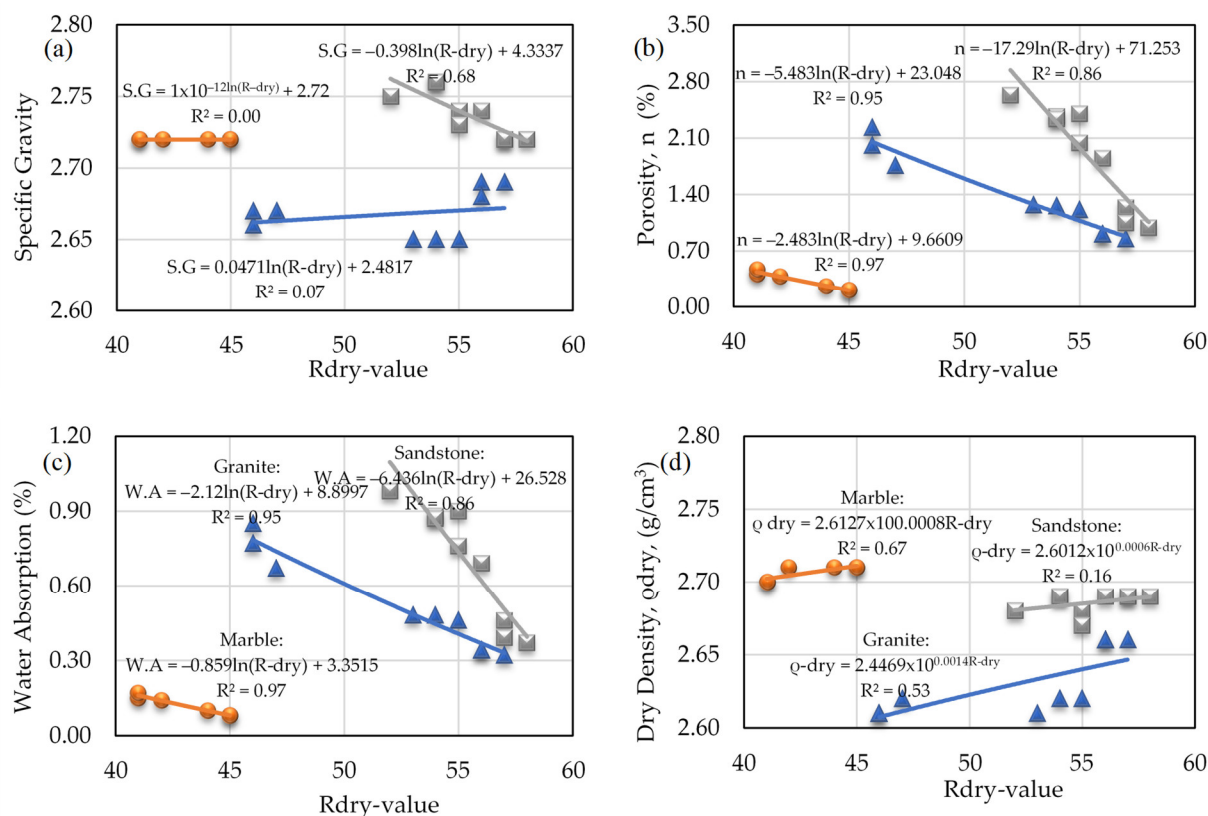 (a)
2.80
2.75
2.70
2.65
2.60
Specific Gravity
S.G = −0.398ln(R-dry) + 4.3337
R² = 0.68
S.G = 1x10⁻¹²ln(R−dry) + 2.72
R² = 0.00
S.G = 0.0471ln(R-dry) + 2.4817
R² = 0.07
40 45 50 55 60
Rdry-value
(b)
3.50
2.80
2.10
1.40
0.70
0.00
Porosity, n (%)
n = −17.29ln(R-dry) + 71.253
R² = 0.86
n = −5.483ln(R-dry) + 23.048
R² = 0.95
n = −2.483ln(R-dry) + 9.6609
R² = 0.97
40 45 50 55 60
Rdry-value
(c)
1.20
0.90
0.60
0.30
0.00
Water Absorption (%)
Granite:
W.A = −2.12ln(R-dry) + 8.8997
R² = 0.95
Sandstone:
W.A = −6.436ln(R-dry) + 26.528
R² = 0.86
Marble:
W.A = −0.859ln(R-dry) + 3.3515
R² = 0.97
40 45 50 55 60
Rdry-value
(d)
2.80
2.75
2.70
2.65
2.60
Dry Density, ϱdry, (g/cm³)
Marble:
ϱ dry = 2.6127x100.0008R-dry
R² = 0.67
Sandstone:
ϱ-dry = 2.6012x10⁰·⁰⁰⁰⁶ᴿ⁻ᵈʳʸ
R² = 0.16
Granite:
ϱ-dry = 2.4469x10⁰·⁰⁰¹⁴ᴿ⁻ᵈʳʸ
R² = 0.53
40 45 50 55 60
Rdry-value